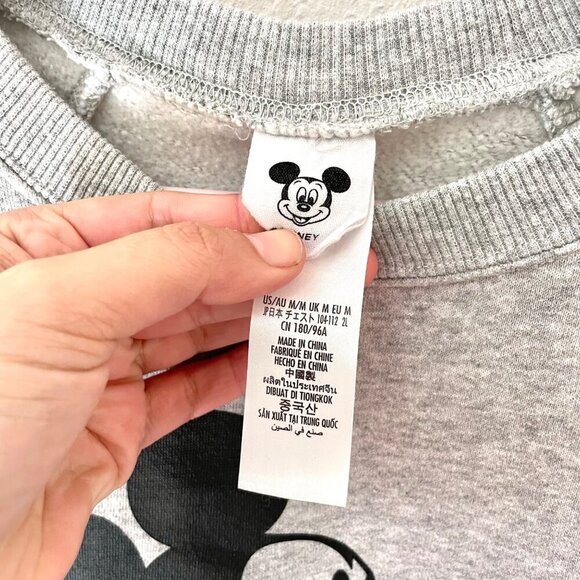 US/AU M/M UK M EU M
JP日本 チェスト 104-112 2L
CN 180/96A
MADE IN CHINA
FABRIQUÉ EN CHINE
HECHO EN CHINA
中國製
ผลิตในประเทศจีน
DIBUAT DI TIONGKOK
중국산
SẢN XUẤT TẠI TRUNG QUỐC
صنع في الصين